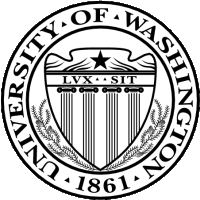 UNIVERSITY · OF · WASHINGTON
LVX · · SIT
· 1861 ·